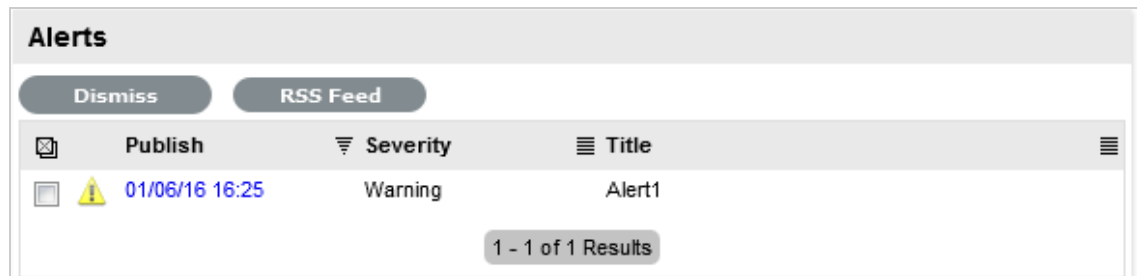 Alerts
Dismiss RSS Feed
Publish Severity Title
01/06/16 16:25 Warning Alert1
1 - 1 of 1 Results